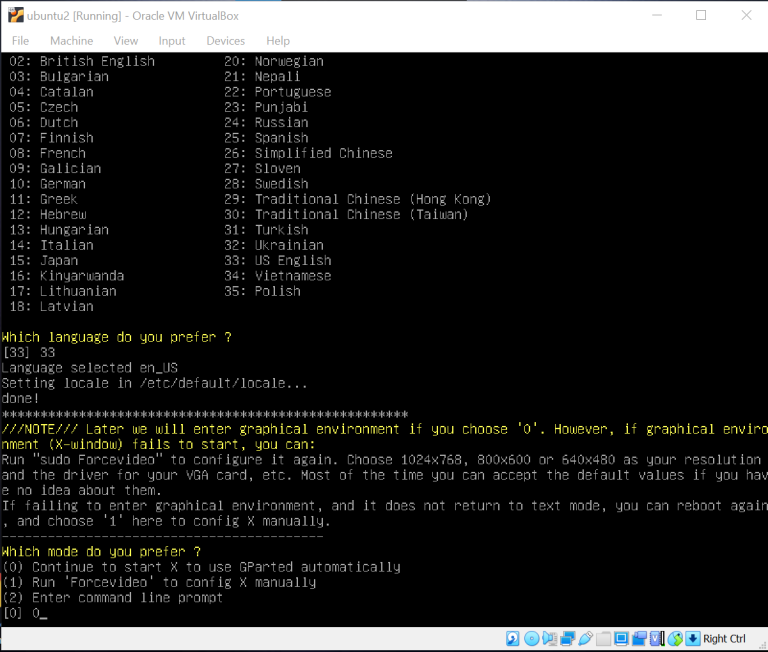 ubuntu2 [Running] - Oracle VM VirtualBox
File Machine View Input Devices Help
02: British English 20: Norwegian
03: Bulgarian 21: Nepali
04: Catalan 22: Portuguese
05: Czech 23: Punjabi
06: Dutch 24: Russian
07: Finnish 25: Spanish
08: French 26: Simplified Chinese
09: Galician 27: Sloven
10: German 28: Swedish
11: Greek 29: Traditional Chinese (Hong Kong)
12: Hebrew 30: Traditional Chinese (Taiwan)
13: Hungarian 31: Turkish
14: Italian 32: Ukrainian
15: Japan 33: US English
16: Kinyarwanda 34: Vietnamese
17: Lithuanian 35: Polish
18: Latvian
Which language do you prefer ?
[33] 33
Language selected en_US
Setting locale in /etc/default/locale...
done!
*****************************************************
///NOTE/// Later we will enter graphical environment if you choose '0'. However, if graphical enviro
nment (X-window) fails to start, you can:
Run "sudo Forcevideo" to configure it again. Choose 1024x768, 800x600 or 640x480 as your resolution
and the driver for your VGA card, etc. Most of the time you can accept the default values if you hav
e no idea about them.
If failing to enter graphical environment, and it does not return to text mode, you can reboot again
, and choose '1' here to config X manually.
------------------------------------------
Which mode do you prefer ?
(0) Continue to start X to use GParted automatically
(1) Run 'Forcevideo' to config X manually
(2) Enter command line prompt
[0] 0_
Right Ctrl